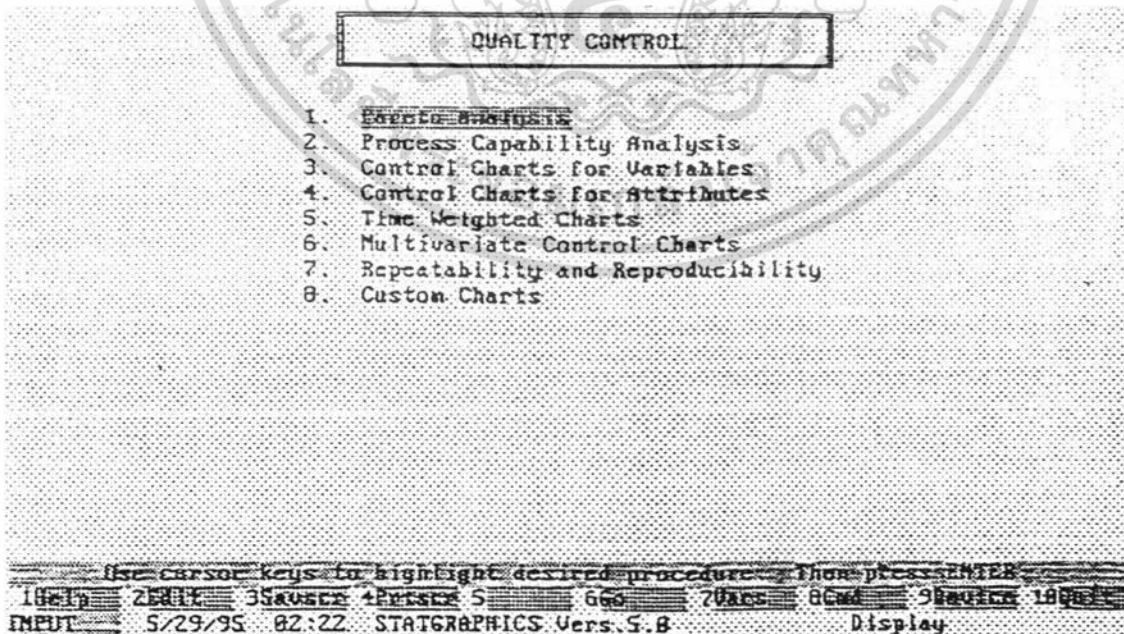 QUALITY CONTROL
1. Pareto Analysis
2. Process Capability Analysis
3. Control Charts for Variables
4. Control Charts for Attributes
5. Time Weighted Charts
6. Multivariate Control Charts
7. Repeatability and Reproducibility
8. Custom Charts
Use cursor keys to highlight desired procedure. Then press ENTER.
1Help 2Edit 3Savscr 4Prtscr 5 6Go 7Vars 8Cmd 9Device 10Quit
INPUT 5/29/95 02:22 STATGRAPHICS Vers.5.0 Display